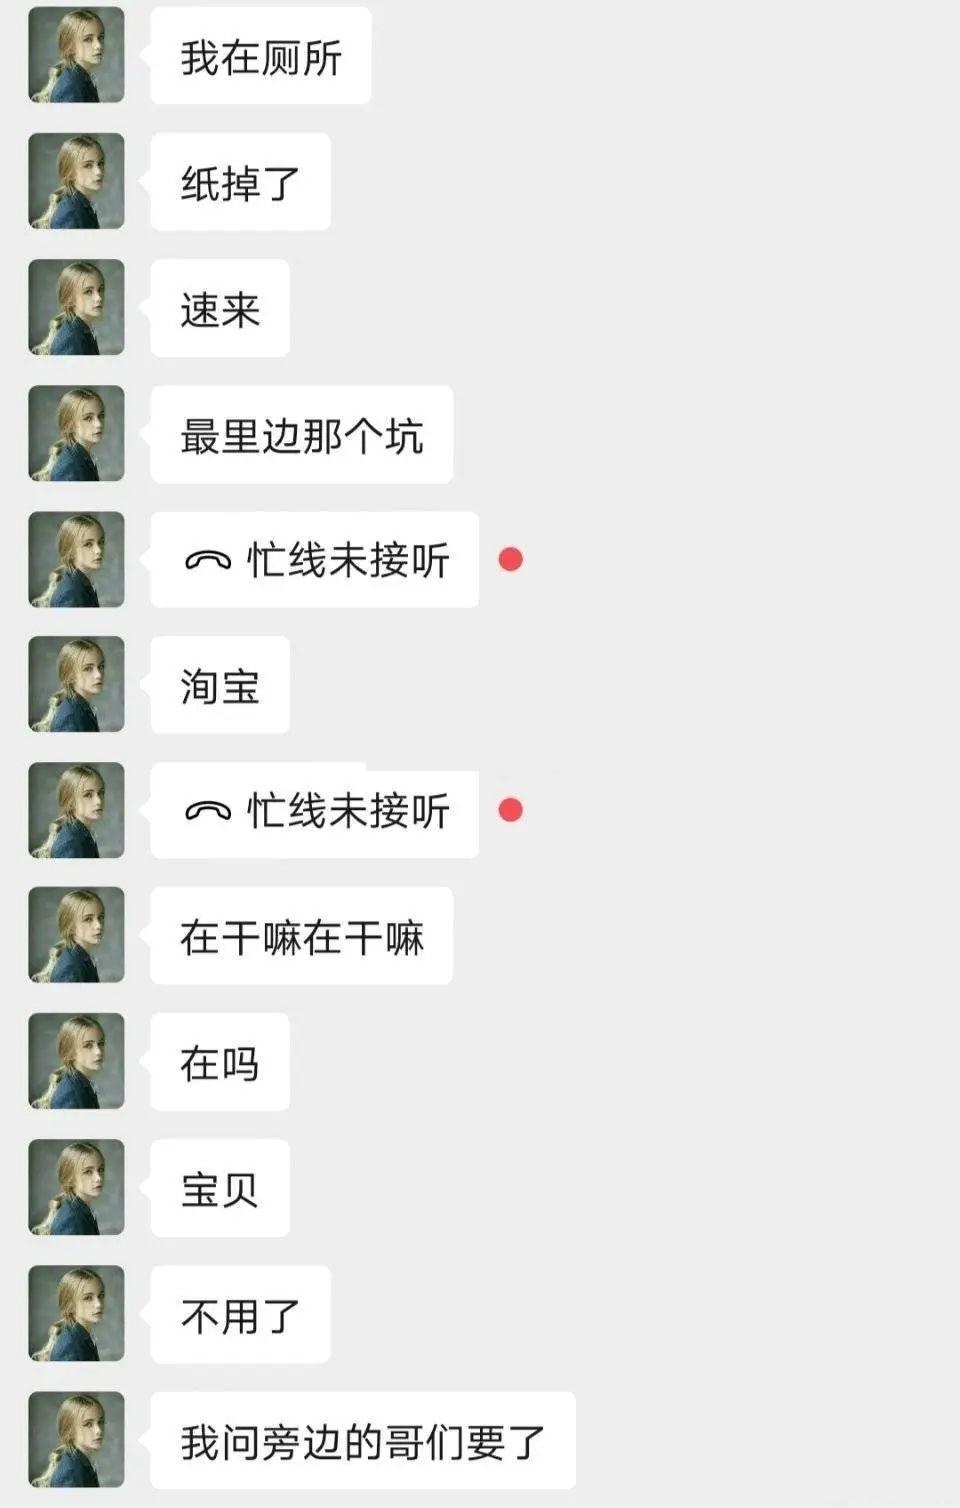 我在厕所
纸掉了
速来
最里边那个坑
忙线未接听
洵宝
忙线未接听
在干嘛在干嘛
在吗
宝贝
不用了
我问旁边的哥们要了